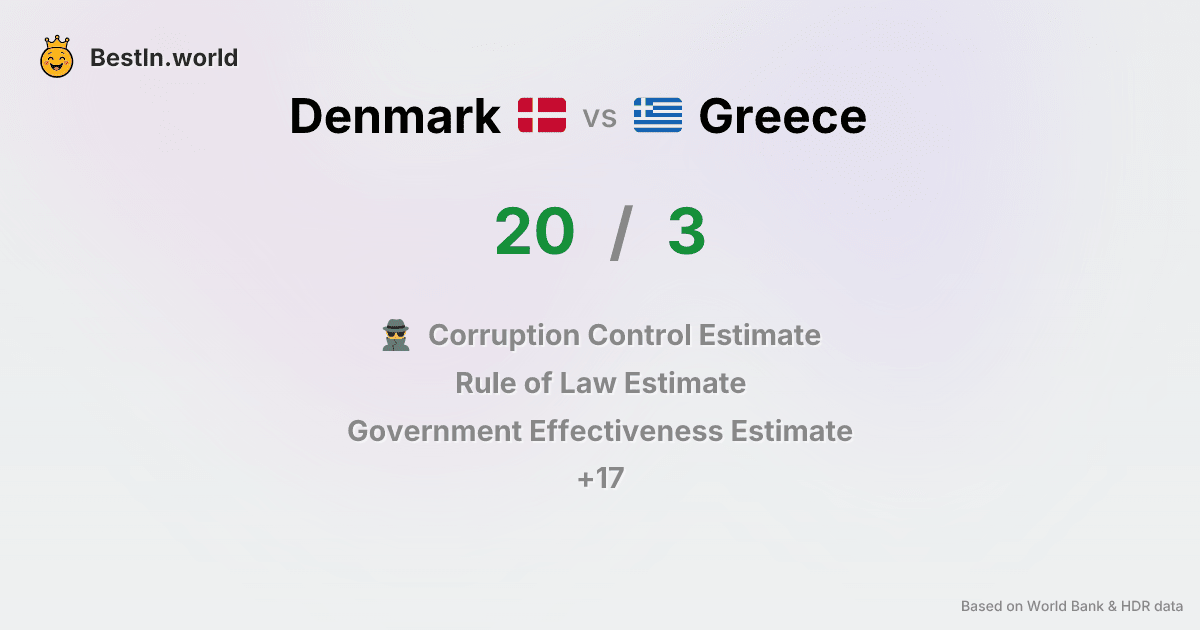 BestIn.world
Denmark vs Greece
20 / 3
Corruption Control Estimate
Rule of Law Estimate
Government Effectiveness Estimate
+17
Based on World Bank & HDR data